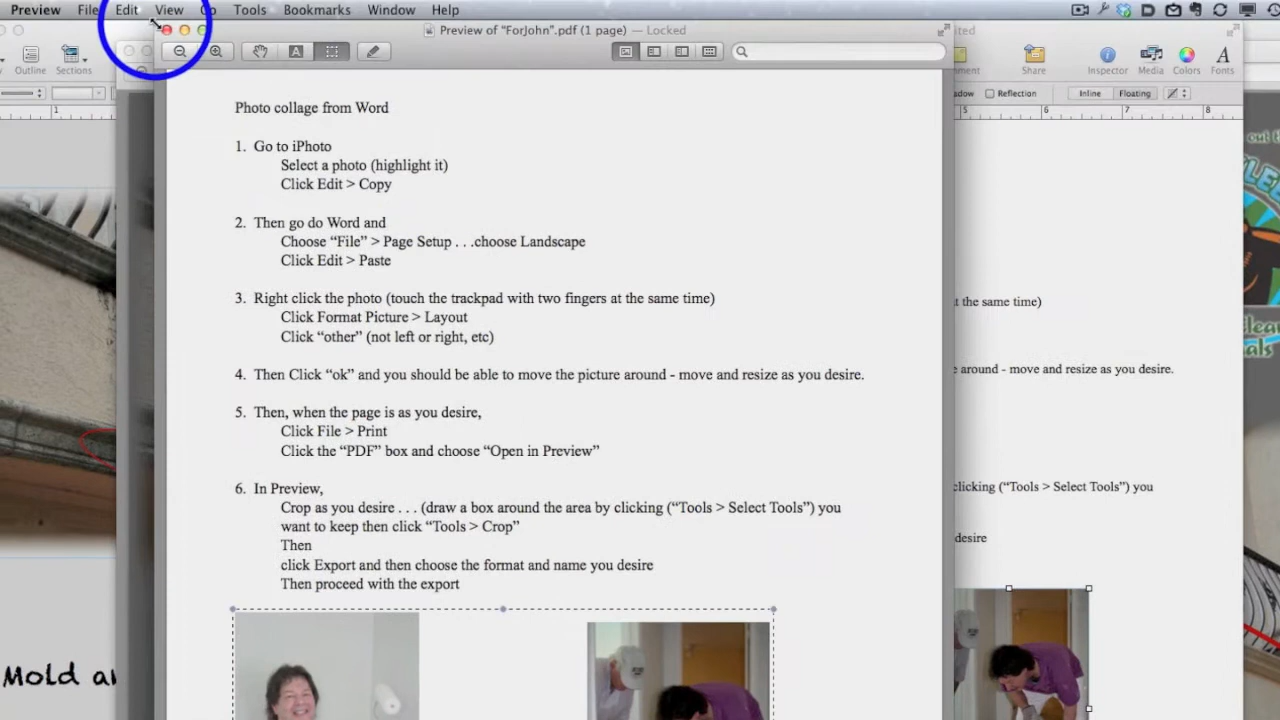 Preview File Edit View Go Tools Bookmarks Window Help
Preview of "ForJohn".pdf (1 page) — Locked
Outline Sections
Share Inspector Media Colors Fonts
Reflection Inline Floating
1
5 6 7 8
Photo collage from Word
1. Go to iPhoto
Select a photo (highlight it)
Click Edit > Copy
2. Then go do Word and
Choose “File” > Page Setup . . .choose Landscape
Click Edit > Paste
3. Right click the photo (touch the trackpad with two fingers at the same time)
Click Format Picture > Layout
Click “other” (not left or right, etc)
4. Then Click “ok” and you should be able to move the picture around - move and resize as you desire.
5. Then, when the page is as you desire,
Click File > Print
Click the “PDF” box and choose “Open in Preview”
6. In Preview,
Crop as you desire . . . (draw a box around the area by clicking (“Tools > Select Tools”) you
want to keep then click “Tools > Crop”
Then
click Export and then choose the format and name you desire
Then proceed with the export
t the same time)
e around - move and resize as you desire.
clicking (“Tools > Select Tools”) you
desire
Mold